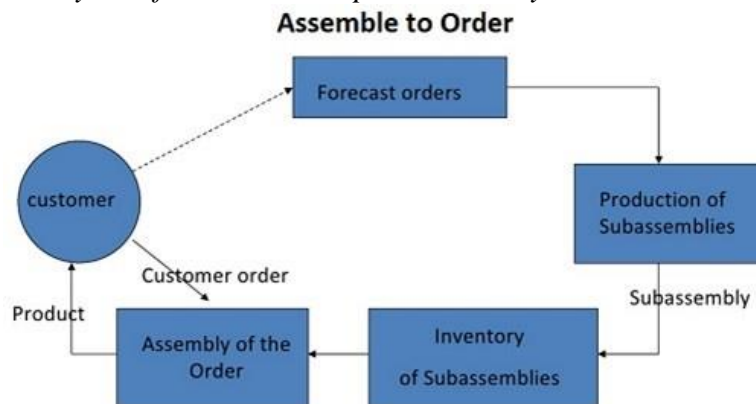 Assemble to Order
Forecast orders
customer
Production of
Subassemblies
Customer order
Subassembly
Product
Assembly of the
Order
Inventory
of Subassemblies